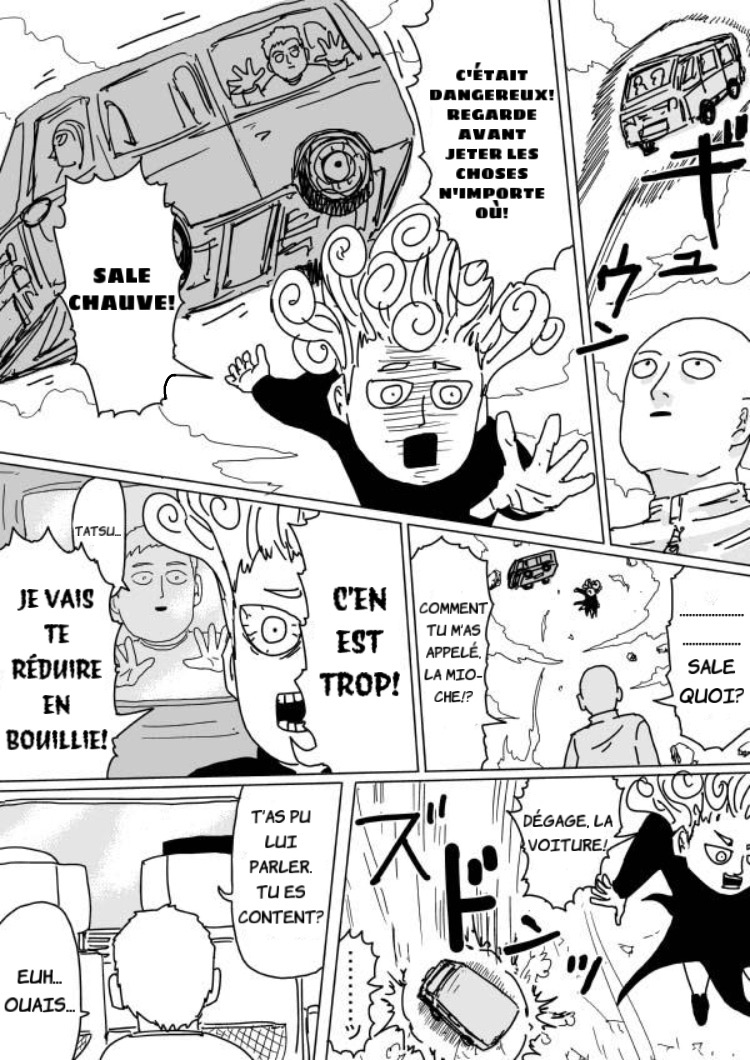 ギュウン
C'ÉTAIT
DANGEREUX!
REGARDE
AVANT
JETER LES
CHOSES
N'IMPORTE
OÙ!
SALE
CHAUVE!
....................
....................
SALE
QUOI?
COMMENT
TU M'AS
APPELÉ,
LA MIO-
CHE!?
C'EN
EST
TROP!
TATSU...
JE VAIS
TE
RÉDUIRE
EN
BOUILLIE!
DÉGAGE, LA
VOITURE!
ズドンッ
..........
T'AS PU
LUI
PARLER.
TU ES
CONTENT?
EUH...
OUAIS...